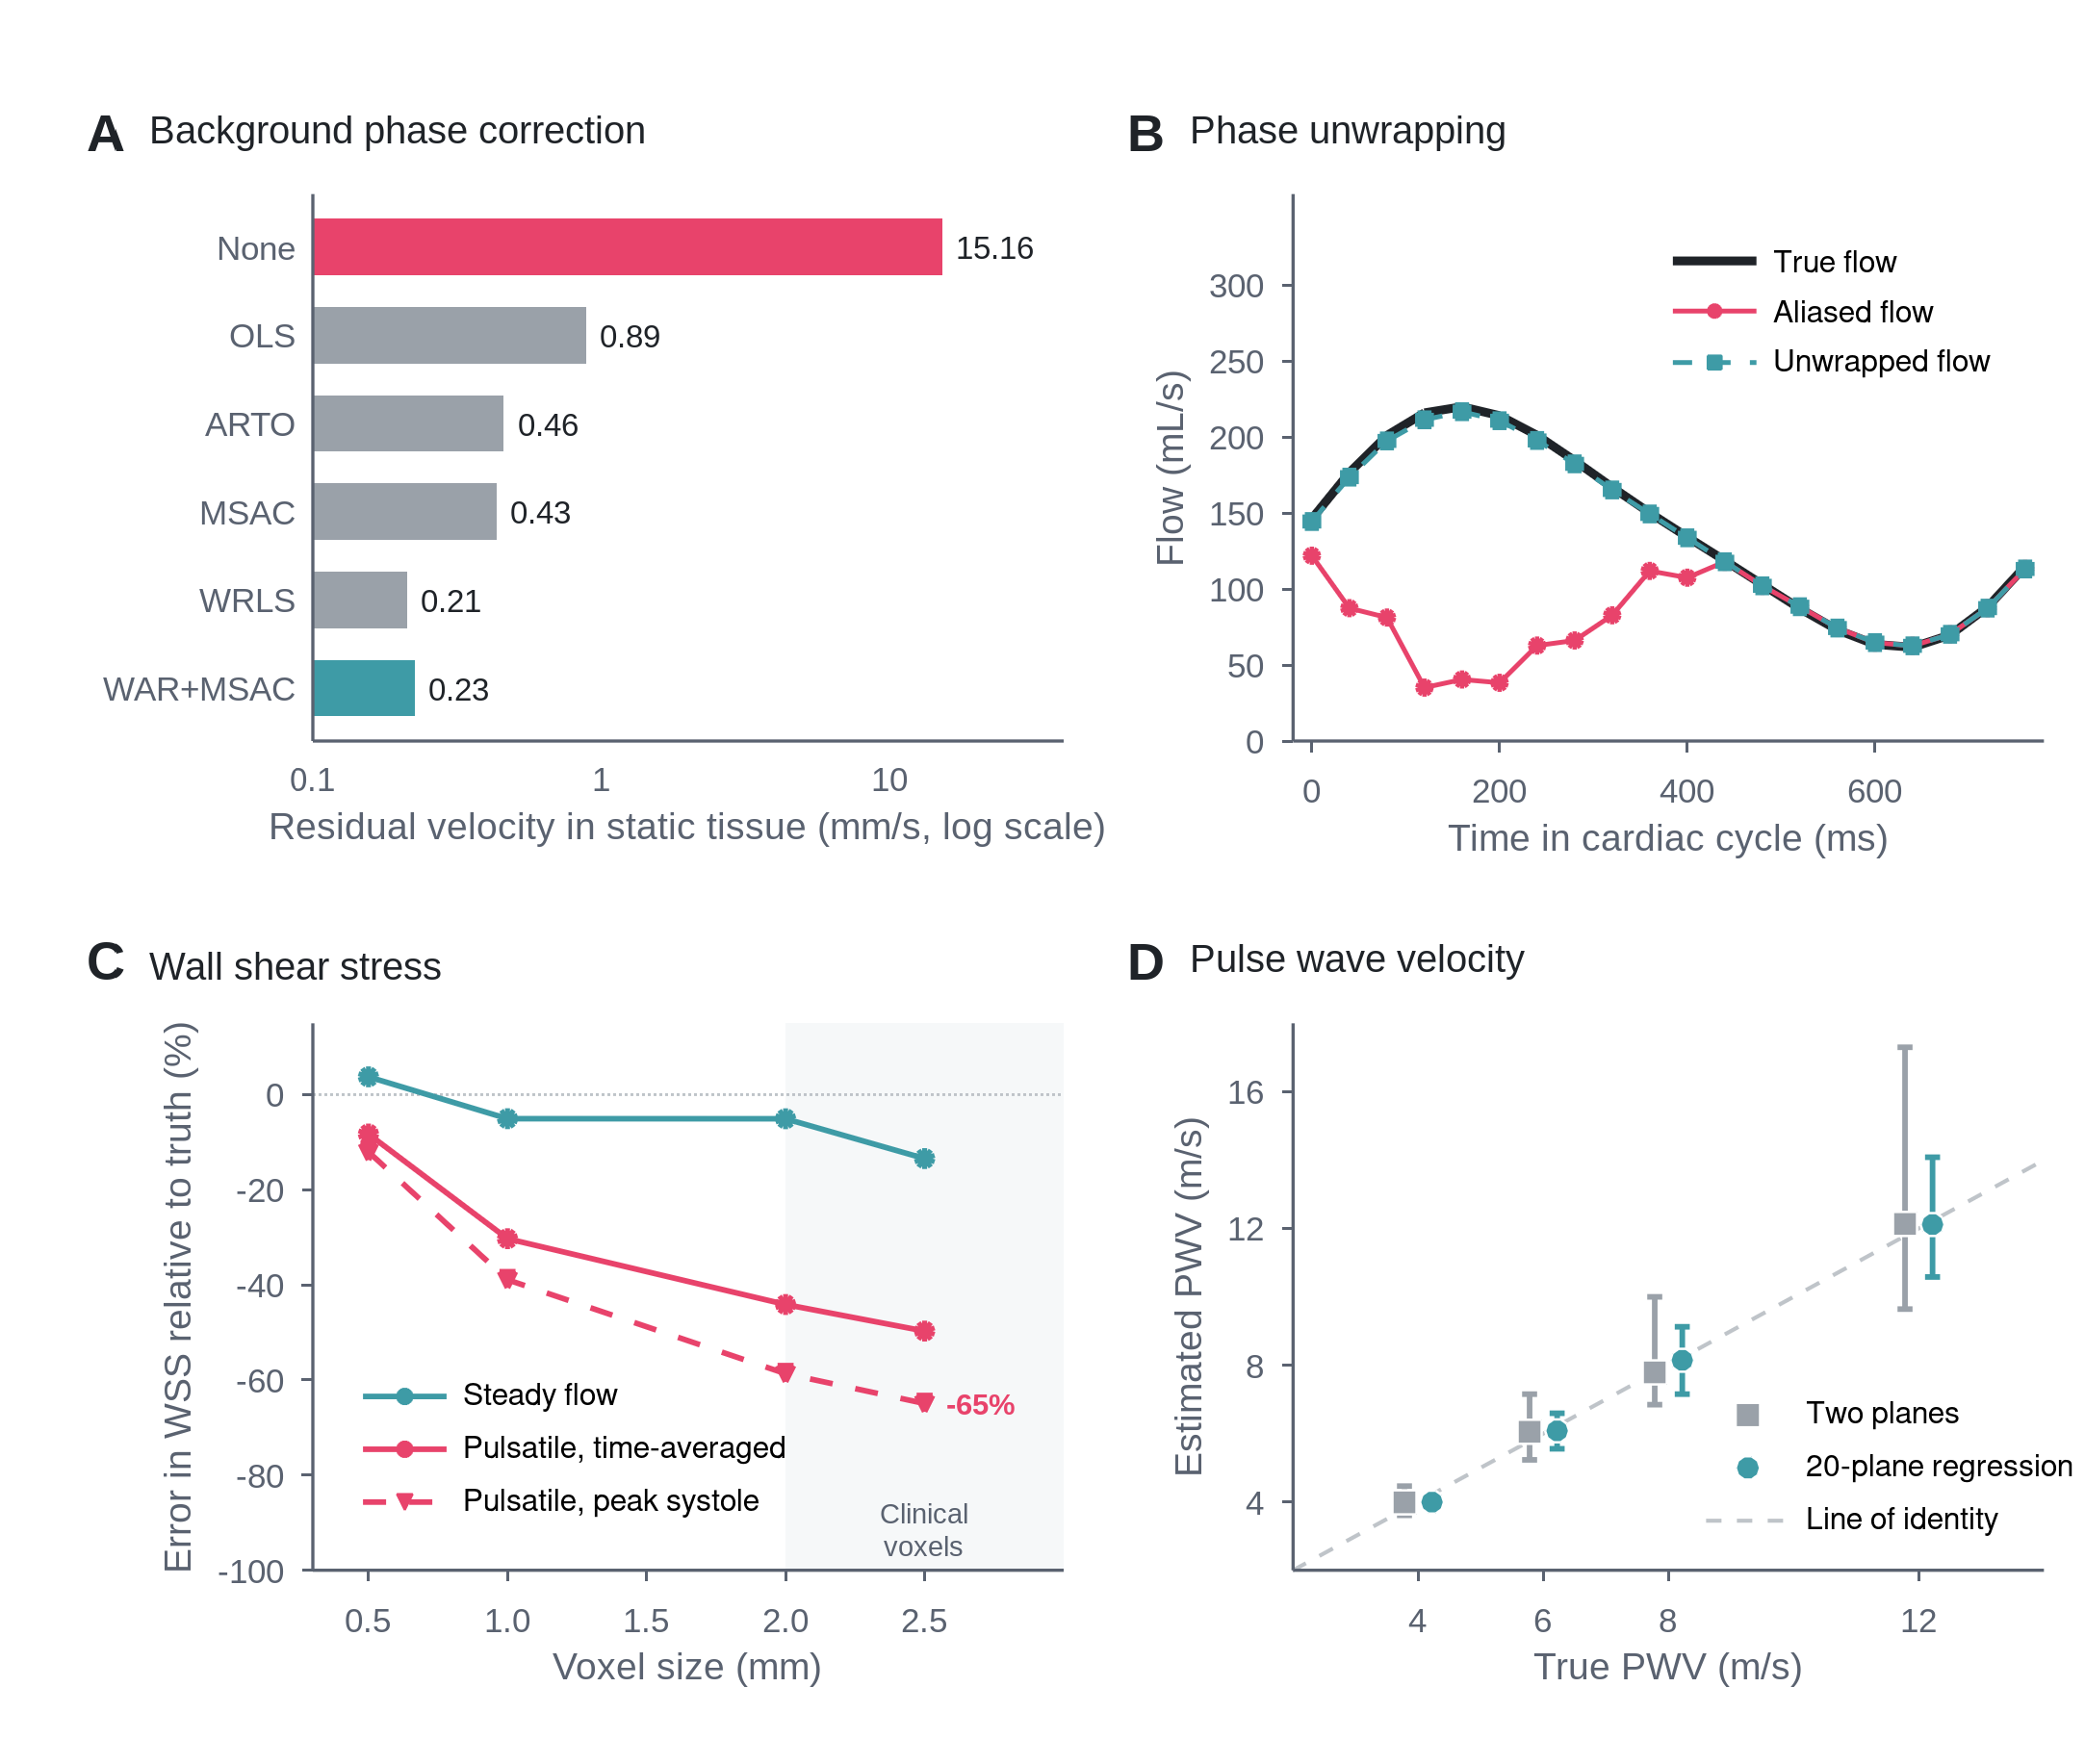 A Background phase correction
None
15.16
OLS
0.89
ARTO
0.46
MSAC
0.43
WRLS
0.21
WAR+MSAC
0.23
0.1 1 10
Residual velocity in static tissue (mm/s, log scale)
B Phase unwrapping
Flow (mL/s)
300
250
200
150
100
50
0
True flow
Aliased flow
Unwrapped flow
0 200 400 600
Time in cardiac cycle (ms)
C Wall shear stress
Error in WSS relative to truth (%)
0
-20
-40
-60
-80
-100
Steady flow
Pulsatile, time-averaged
Pulsatile, peak systole
-65%
Clinical
voxels
0.5 1.0 1.5 2.0 2.5
Voxel size (mm)
D Pulse wave velocity
Estimated PWV (m/s)
16
12
8
4
Two planes
20-plane regression
Line of identity
4 6 8 12
True PWV (m/s)